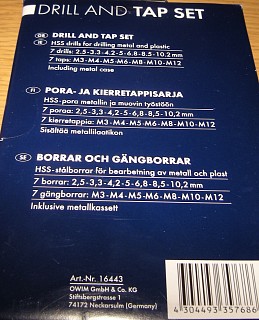 DRILL AND TAP SET
GB DRILL AND TAP SET
IE HSS drills for drilling metal and plastic
7 drills: 2,5-3,3-4,2-5-6,8-8,5-10,2 mm
7 taps: M3-M4-M5-M6-M8-M10-M12
Including metal case
FI PORA- JA KIERRETAPPISARJA
HSS-pora metallin ja muovin työstöön
7 poraa: 2,5-3,3-4,2-5-6,8-8,5-10,2 mm
7 kierretappia: M3-M4-M5-M6-M8-M10-M12
Sisältää metallilaatikon
SE BORRAR OCH GÄNGBORRAR
HSS-stålborrar för bearbetning av metall och plast
7 borrar: 2,5-3,3-4,2-5-6,8-8,5-10,2 mm
7 gängborrar: M3-M4-M5-M6-M8-M10-M12
Inklusive metallkassett
Art.-Nr. 16443
OWIM GmbH & Co. KG
Stiftsbergstrasse 1
74172 Neckarsulm (Germany)
4 304493 357686